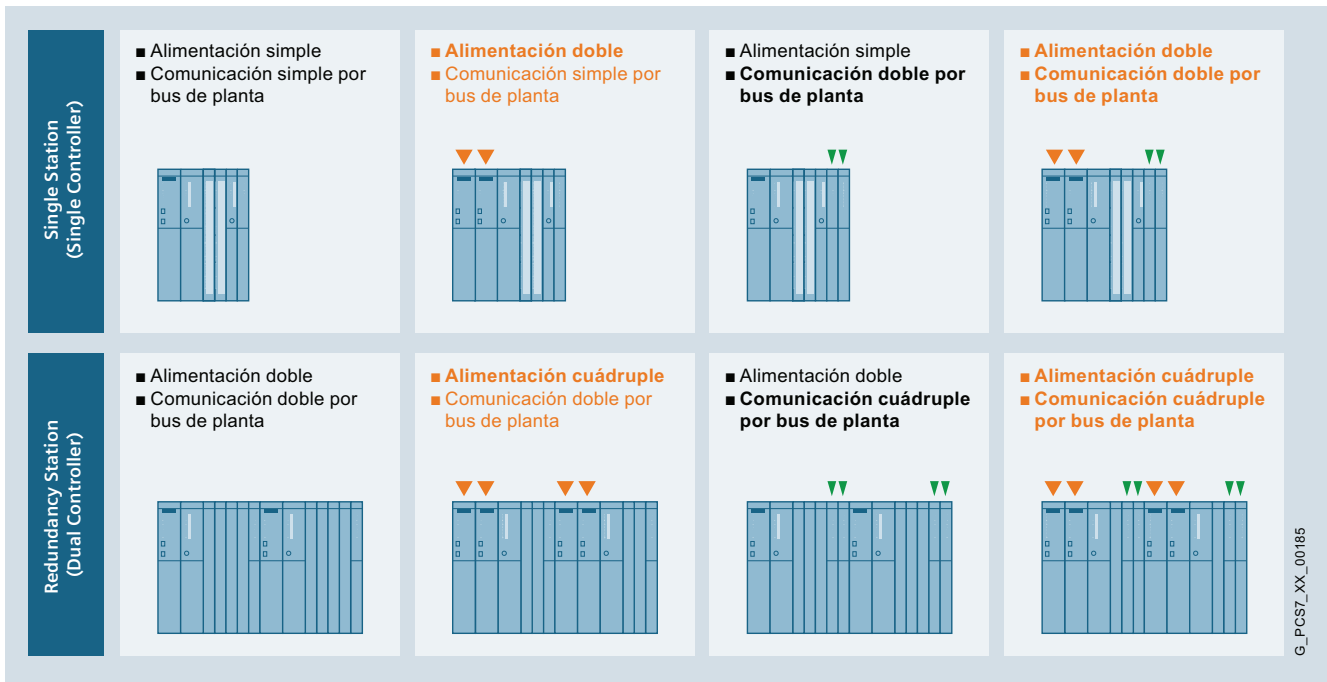 Single Station
(Single Controller)
■ Alimentación simple
■ Comunicación simple por
bus de planta
■ Alimentación doble
■ Comunicación simple por
bus de planta
■ Alimentación simple
■ Comunicación doble por
bus de planta
■ Alimentación doble
■ Comunicación doble por
bus de planta
Redundancy Station
(Dual Controller)
■ Alimentación doble
■ Comunicación doble por
bus de planta
■ Alimentación cuádruple
■ Comunicación doble por
bus de planta
■ Alimentación doble
■ Comunicación cuádruple
por bus de planta
■ Alimentación cuádruple
■ Comunicación cuádruple
por bus de planta
G_PCS7_XX_00185